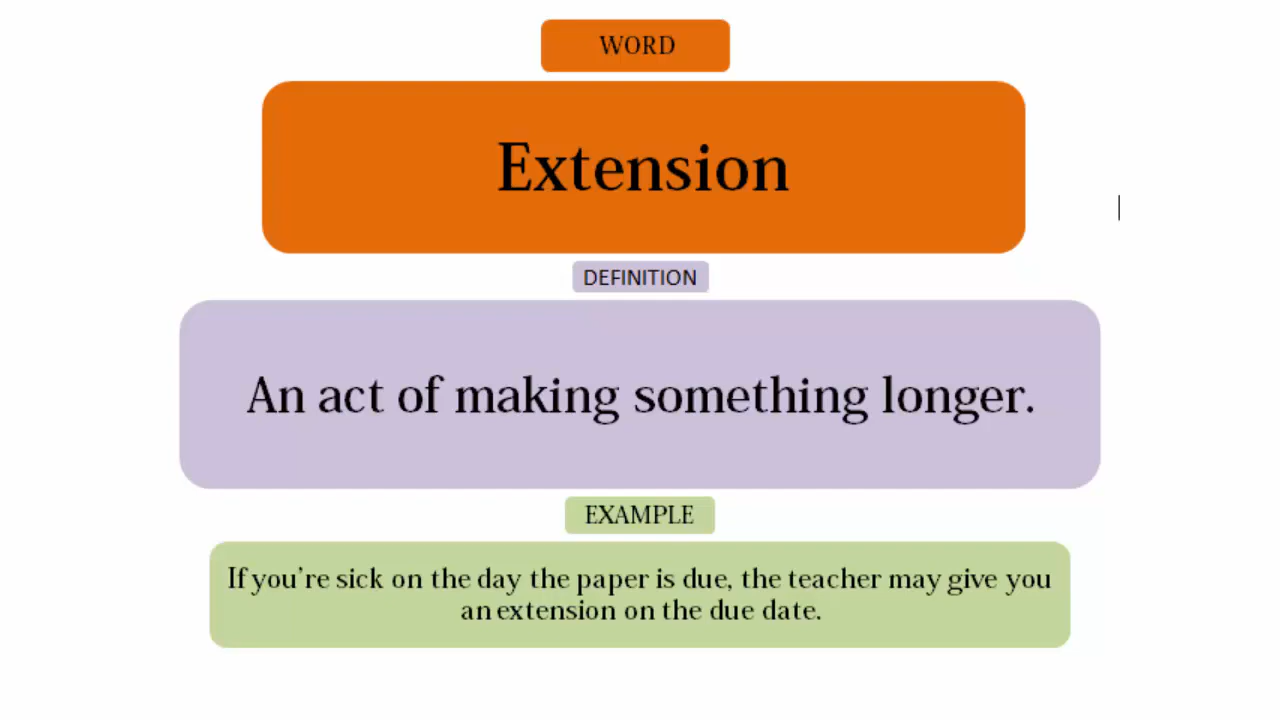 WORD
Extension
DEFINITION
An act of making something longer.
EXAMPLE
If you’re sick on the day the paper is due, the teacher may give you
an extension on the due date.